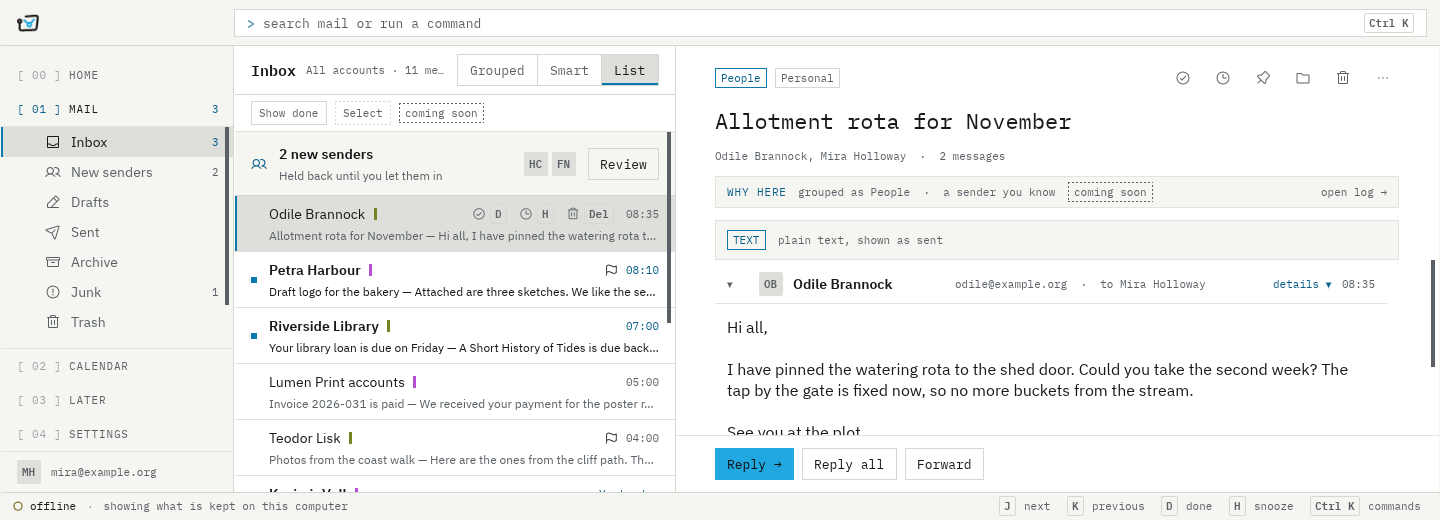 > search mail or run a command Ctrl K
[ 00 ] HOME
[ 01 ] MAIL 3
Inbox 3
New senders 2
Drafts
Sent
Archive
Junk 1
Trash
[ 02 ] CALENDAR
[ 03 ] LATER
[ 04 ] SETTINGS
MH mira@example.org
Inbox All accounts · 11 me… Grouped Smart List
Show done Select coming soon
2 new senders
Held back until you let them in
HC FN Review
Odile Brannock D H Del 08:35
Allotment rota for November — Hi all, I have pinned the watering rota t…
Petra Harbour 08:10
Draft logo for the bakery — Attached are three sketches. We like the se…
Riverside Library 07:00
Your library loan is due on Friday — A Short History of Tides is due back…
Lumen Print accounts 05:00
Invoice 2026-031 is paid — We received your payment for the poster r…
Teodor Lisk 04:00
Photos from the coast walk — Here are the ones from the cliff path. Th…
People Personal ...
Allotment rota for November
Odile Brannock, Mira Holloway · 2 messages
WHY HERE grouped as People · a sender you know coming soon open log →
TEXT plain text, shown as sent
▾ OB Odile Brannock odile@example.org · to Mira Holloway details ▾ 08:35
Hi all,
I have pinned the watering rota to the shed door. Could you take the second week? The
tap by the gate is fixed now, so no more buckets from the stream.
See you at the plot
Reply → Reply all Forward
offline · showing what is kept on this computer
J next K previous D done H snooze Ctrl K commands